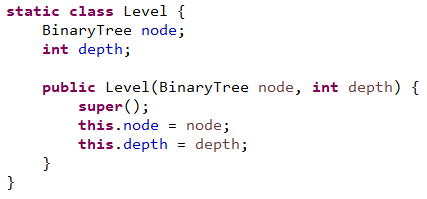 static class Level {
    BinaryTree node;
    int depth;

    public Level(BinaryTree node, int depth) {
        super();
        this.node = node;
        this.depth = depth;
    }
}